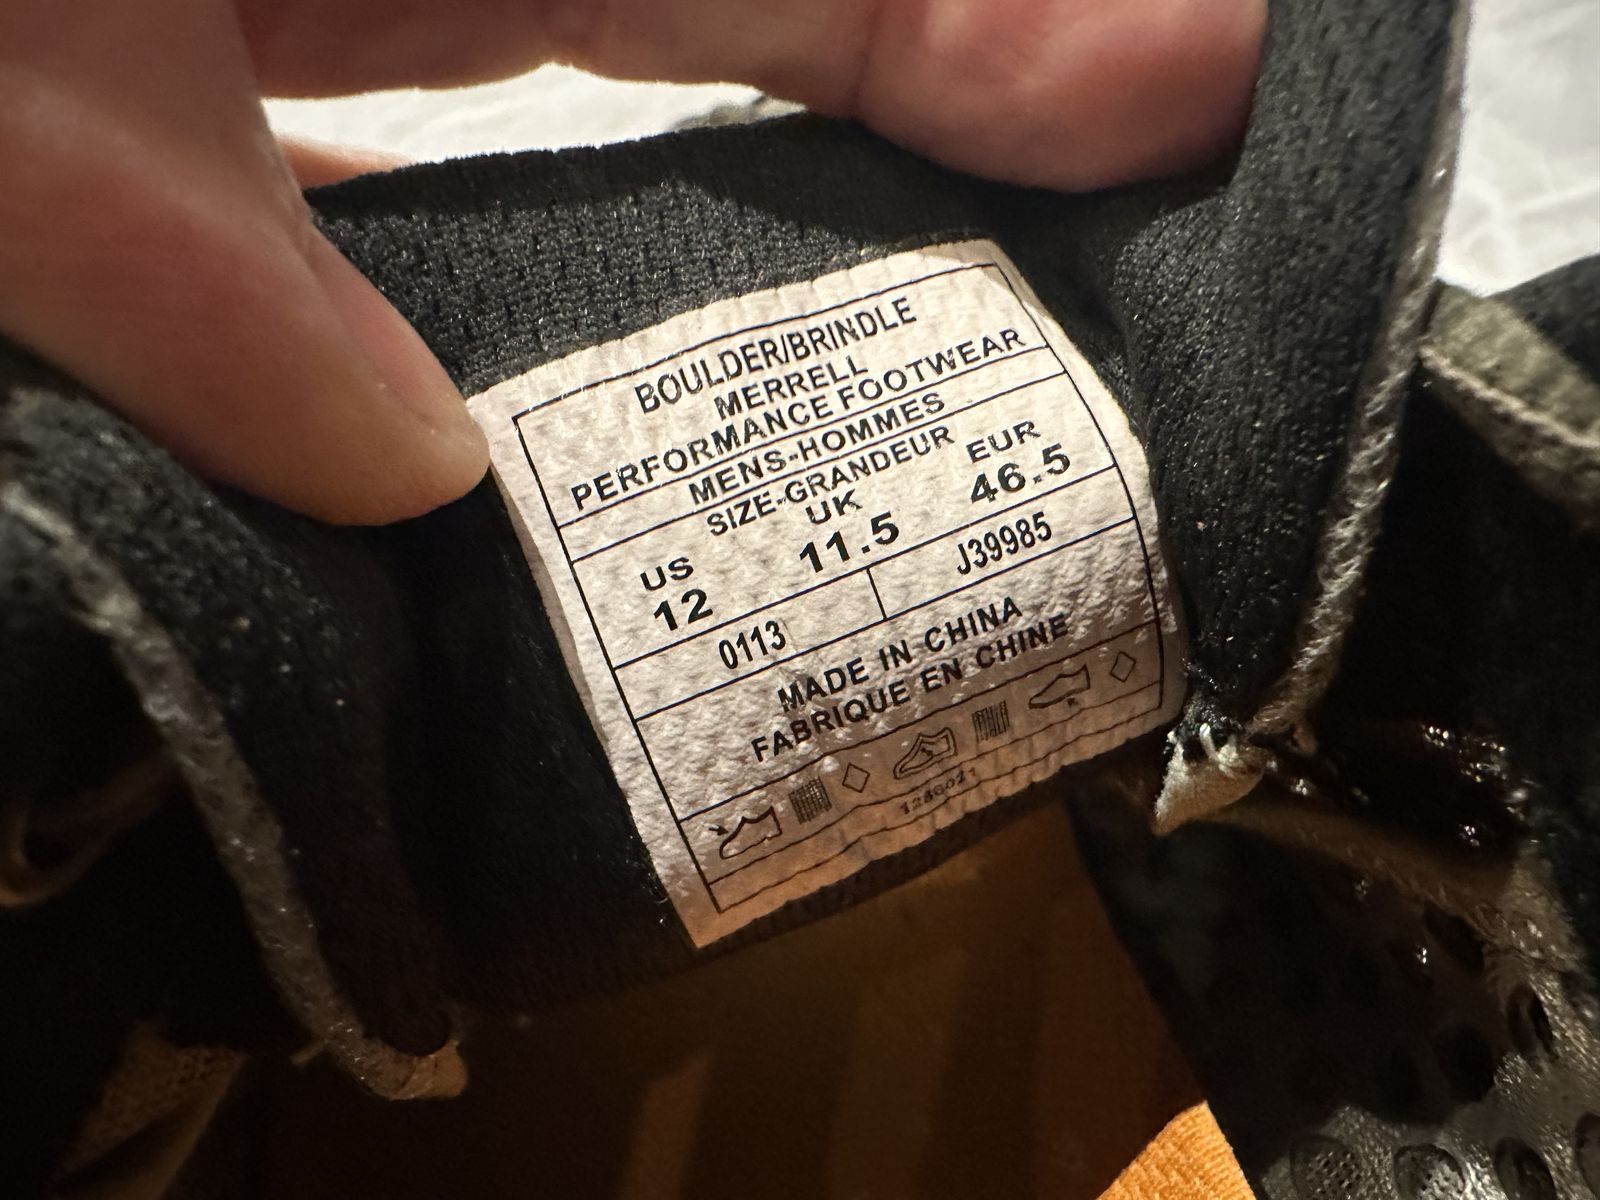 BOULDER/BRINDLE
MERRELL
PERFORMANCE FOOTWEAR
MENS-HOMMES
SIZE-GRANDEUR
US UK EUR
12 11.5 46.5
0113 J39985
MADE IN CHINA
FABRIQUE EN CHINE